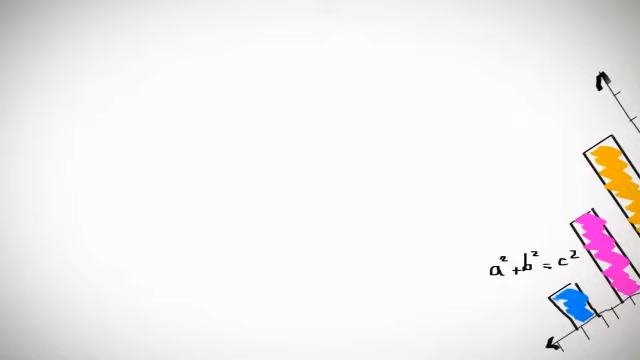 a² + b² = c²